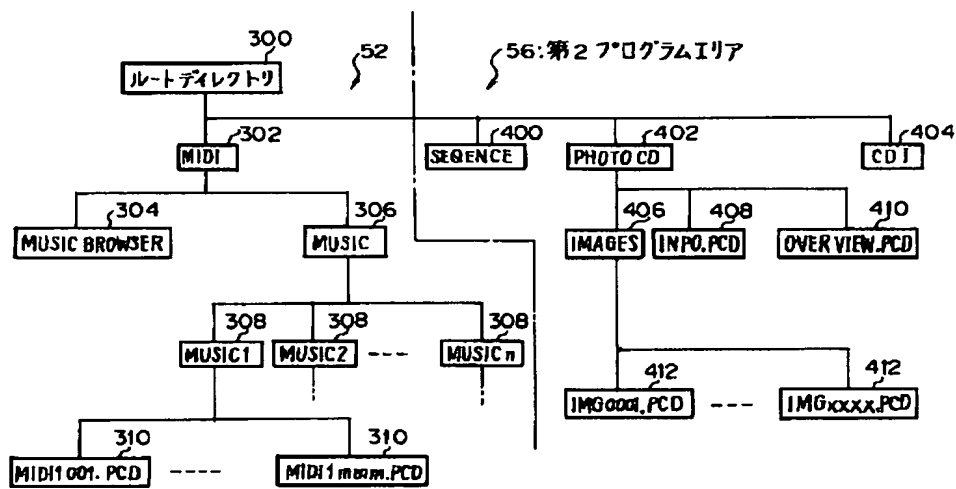 300
ルートディレクトリ
52
56:第2プログラムエリア
302
MIDI
400
SEQENCE
402
PHOTO CD
404
CD I
304
MUSIC BROWSER
306
MUSIC
406
IMAGES
408
INPO.PCD
410
OVER VIEW.PCD
308
MUSIC1
308
MUSIC2
308
MUSICn
412
IMG0001.PCD
412
IMGXXXX.PCD
310
MIDI1001.PCD
310
MIDI1mmm.PCD